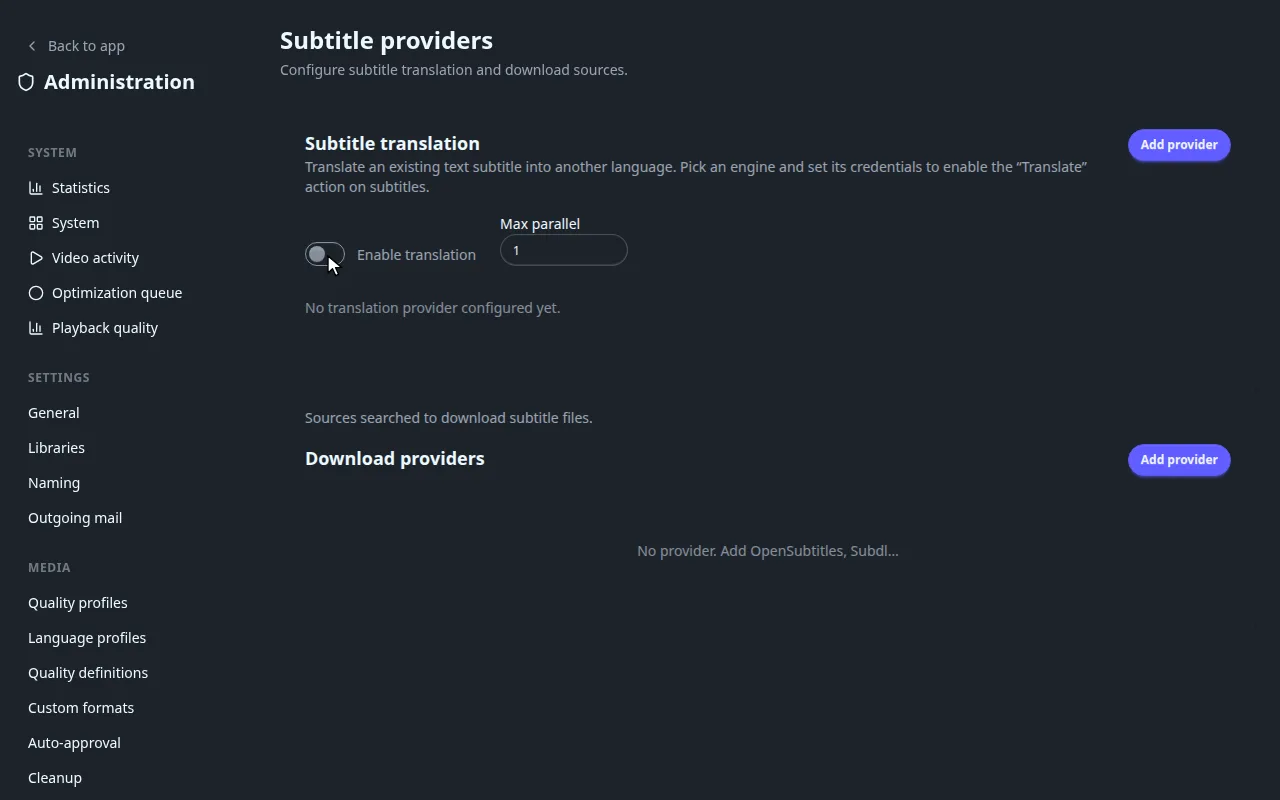 Back to app
Administration
SYSTEM
Statistics
System
Video activity
Optimization queue
Playback quality
SETTINGS
General
Libraries
Naming
Outgoing mail
MEDIA
Quality profiles
Language profiles
Quality definitions
Custom formats
Auto-approval
Cleanup
Subtitle providers
Configure subtitle translation and download sources.
Subtitle translation
Add provider
Translate an existing text subtitle into another language. Pick an engine and set its credentials to enable the “Translate”
action on subtitles.
Max parallel
Enable translation
1
No translation provider configured yet.
Sources searched to download subtitle files.
Download providers
Add provider
No provider. Add OpenSubtitles, Subdl...